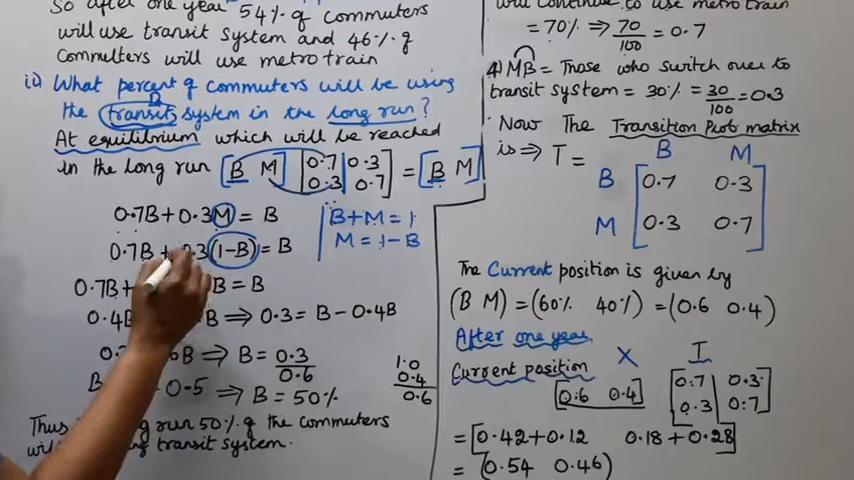 So after one year 54% of commuters
will use transit system and 46% of
Commuters will use metro train
ii) What percent of commuters will be using
the transit system in the long run?
B
At equilibrium which will be reached
in the long run [B M] [0.7 0.3
0.3 0.7] = [B M]
0.7B + 0.3M = B
B+M = 1
M = 1 - B
0.7B + 0.3(1-B) = B
0.7B + B = B
0.4B B ⇒ 0.3 = B - 0.4B
6B ⇒ B = 0.3/0.6
1.0
0.4
0.6
B 0.5 ⇒ B = 50%
Thus run 50% of the commuters
will transit system.
will continue to use metro train
= 70% ⇒ 70/100 = 0.7
4) MB = Those who switch over to
transit system = 30% = 30/100 = 0.3
Now The Transition Prob matrix
is ⇒ T =
B M
B [0.7 0.3
M 0.3 0.7]
The Current position is given by
(B M) = (60% 40%) = (0.6 0.4)
After one year
Current position X T
[0.6 0.4] [0.7 0.3
0.3 0.7]
= [0.42+0.12 0.18+0.28]
= (0.54 0.46)